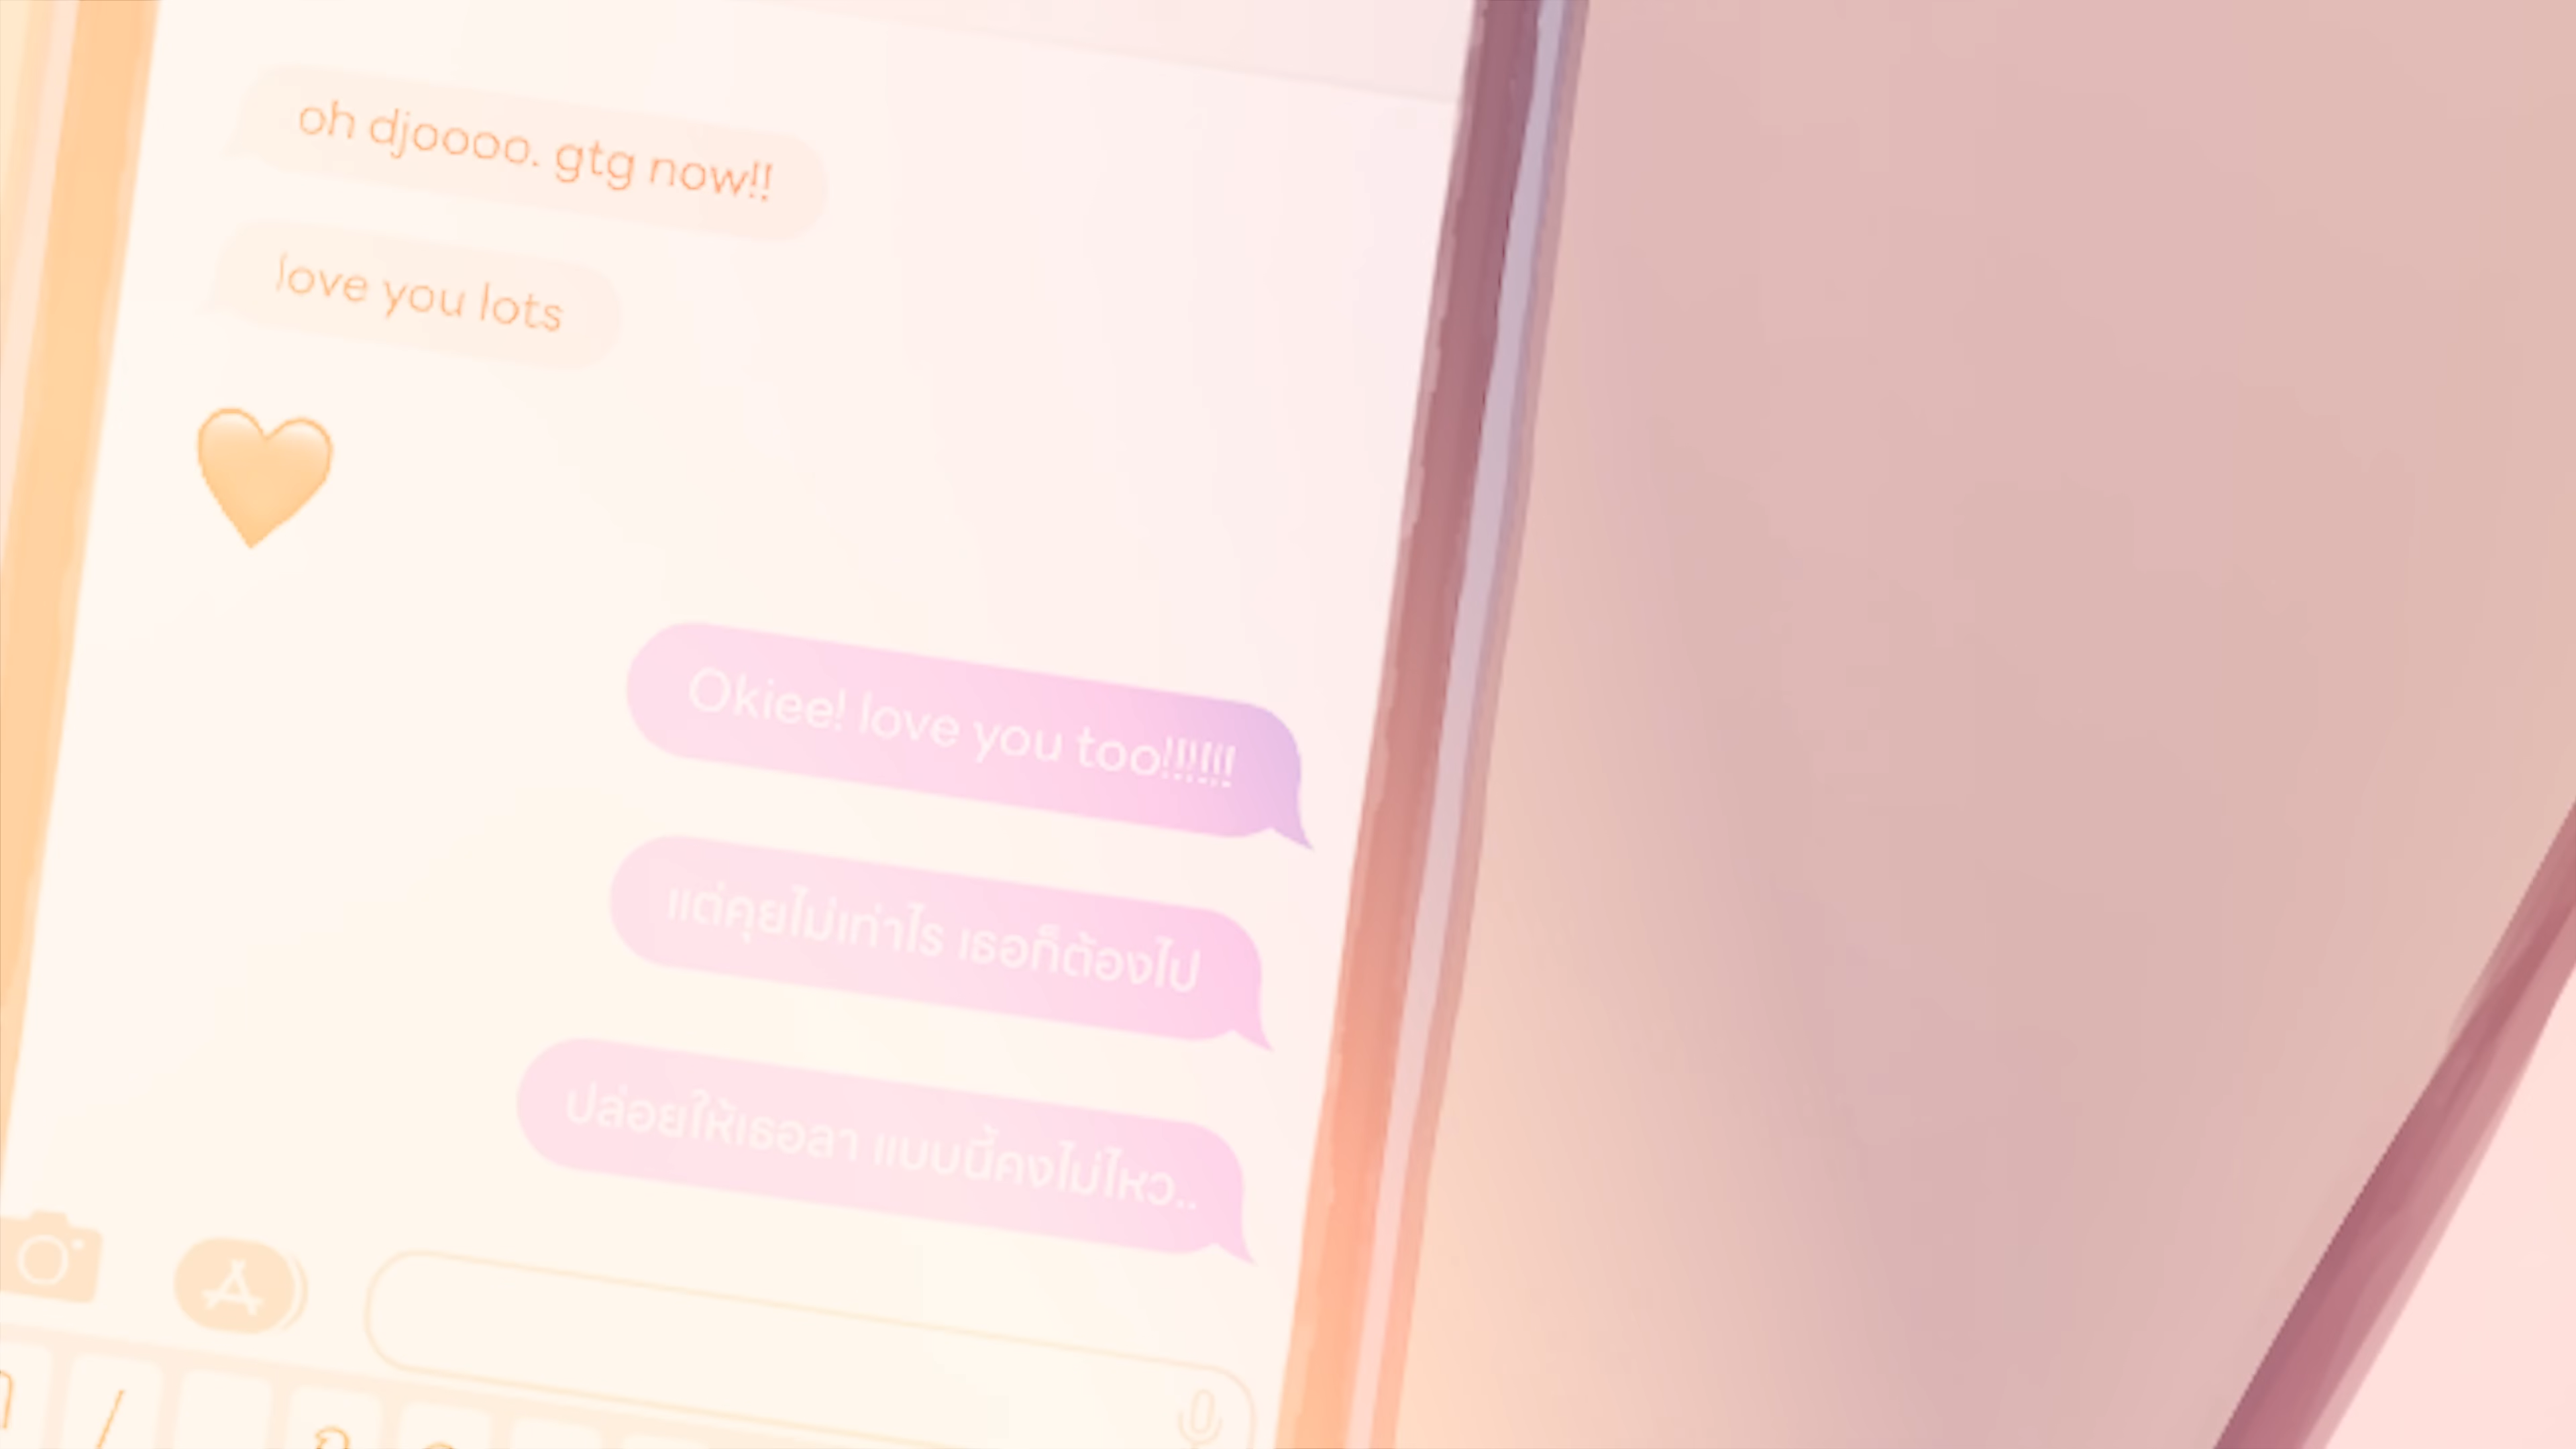 oh djoooo. gtg now!!
love you lots
Okiee! love you too!!!!!!
แต่คุยไม่เท่าไร เธอก็ต้องไป
ปล่อยให้เธอลา แบบนี้คงไม่ไหว..
/